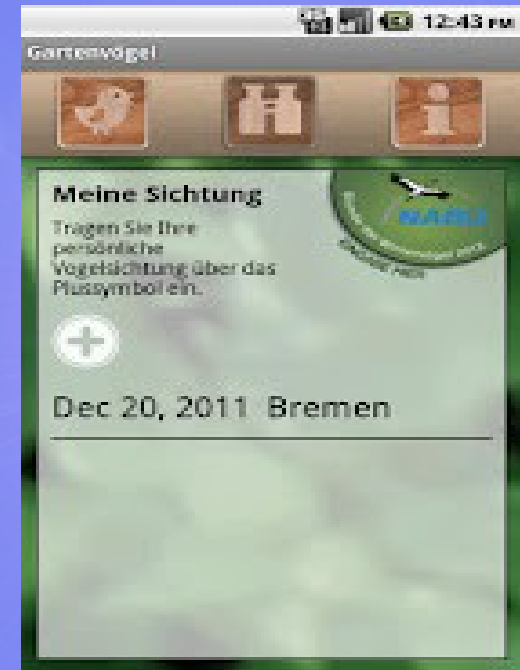 12:43 PM
Gartenvögel
Meine Sichtung
Tragen Sie Ihre
persönliche
Vogelsichtung über das
Plussymbol ein.
NABU
Dec 20, 2011 Bremen